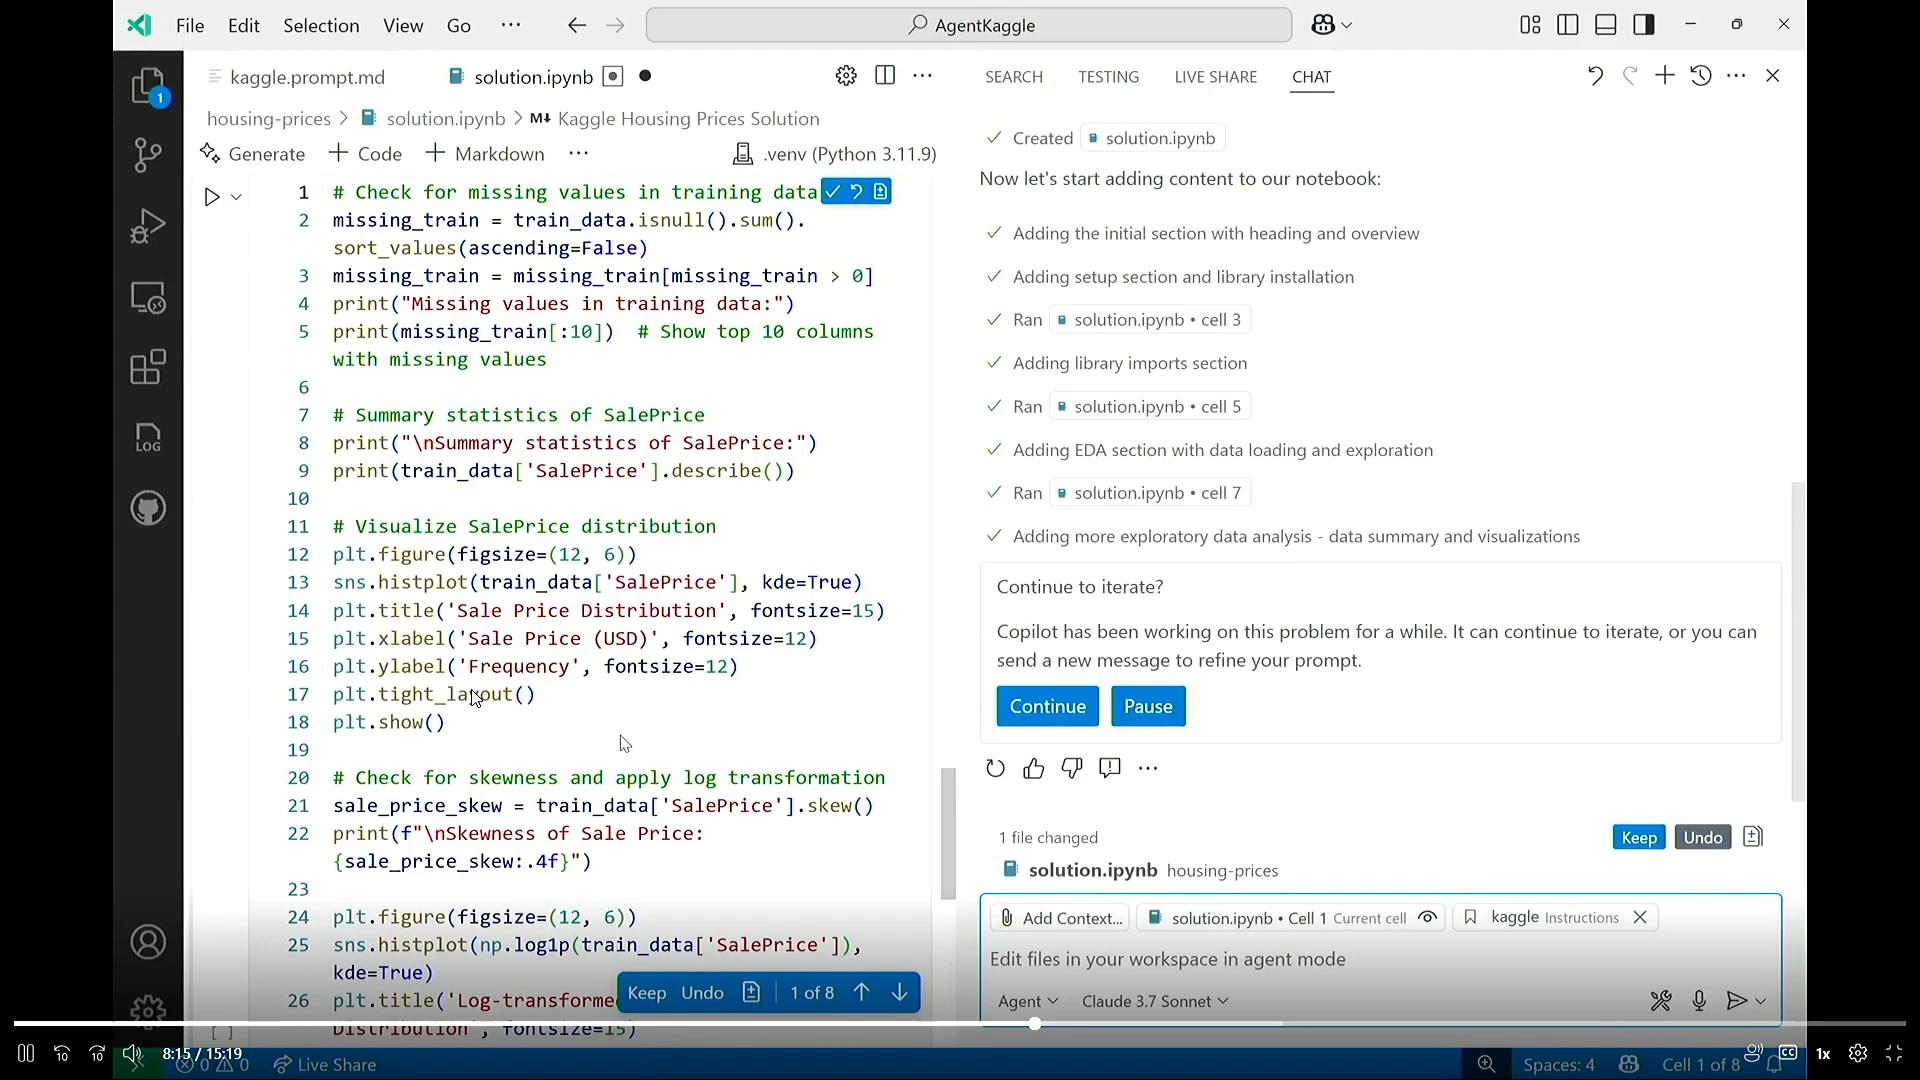 File Edit Selection View Go ··· AgentKaggle
kaggle.prompt.md solution.ipynb
SEARCH TESTING LIVE SHARE CHAT
1
housing-prices > solution.ipynb > M↓ Kaggle Housing Prices Solution
Generate + Code + Markdown ··· .venv (Python 3.11.9)
1 # Check for missing values in training data
2 missing_train = train_data.isnull().sum().
sort_values(ascending=False)
3 missing_train = missing_train[missing_train > 0]
4 print("Missing values in training data:")
5 print(missing_train[:10])  # Show top 10 columns
with missing values
6
7 # Summary statistics of SalePrice
8 print("\nSummary statistics of SalePrice:")
9 print(train_data['SalePrice'].describe())
10
11 # Visualize SalePrice distribution
12 plt.figure(figsize=(12, 6))
13 sns.histplot(train_data['SalePrice'], kde=True)
14 plt.title('Sale Price Distribution', fontsize=15)
15 plt.xlabel('Sale Price (USD)', fontsize=12)
16 plt.ylabel('Frequency', fontsize=12)
17 plt.tight_layout()
18 plt.show()
19
20 # Check for skewness and apply log transformation
21 sale_price_skew = train_data['SalePrice'].skew()
22 print(f"\nSkewness of Sale Price:
{sale_price_skew:.4f}")
23
24 plt.figure(figsize=(12, 6))
25 sns.histplot(np.log1p(train_data['SalePrice']),
kde=True)
26 plt.title('Log-transforme
Distribution', fontsize=15)
Keep Undo 1 of 8
LOG
Created solution.ipynb
Now let's start adding content to our notebook:
Adding the initial section with heading and overview
Adding setup section and library installation
Ran solution.ipynb • cell 3
Adding library imports section
Ran solution.ipynb • cell 5
Adding EDA section with data loading and exploration
Ran solution.ipynb • cell 7
Adding more exploratory data analysis - data summary and visualizations
Continue to iterate?
Copilot has been working on this problem for a while. It can continue to iterate, or you can
send a new message to refine your prompt.
Continue Pause
1 file changed Keep Undo
solution.ipynb housing-prices
Add Context... solution.ipynb • Cell 1 Current cell kaggle Instructions
Edit files in your workspace in agent mode
Agent Claude 3.7 Sonnet
10 10 8:15 / 15:19 CC 1x
0 0 Live Share Spaces: 4 Cell 1 of 8